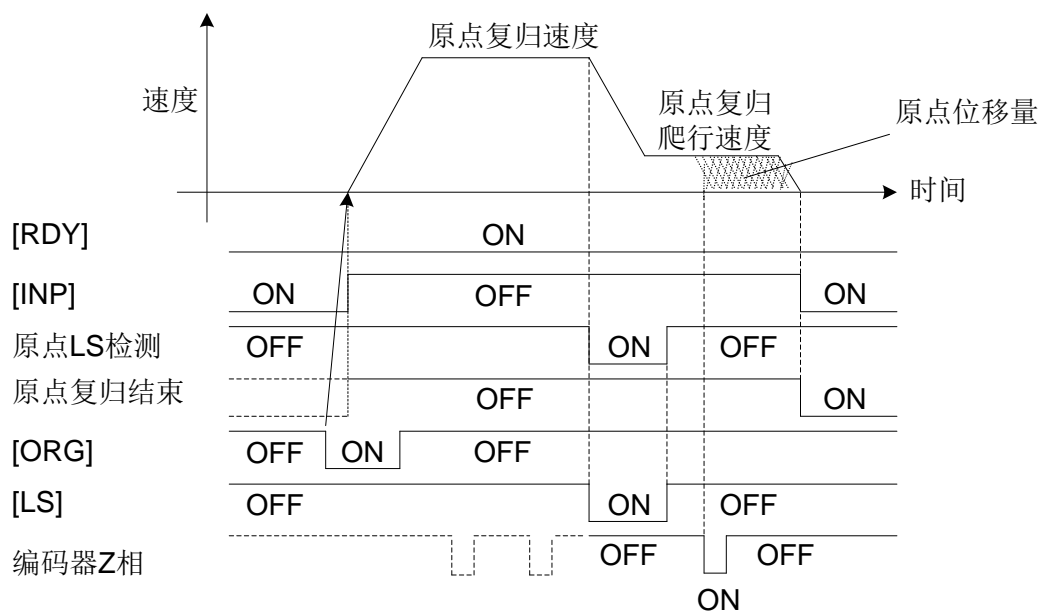 原点复归速度
速度
原点复归
爬行速度
原点位移量
时间
[RDY] ON
[INP] ON OFF ON
原点LS检测 OFF ON OFF
原点复归结束 OFF ON
[ORG] OFF ON OFF
[LS] OFF ON OFF
编码器Z相 OFF OFF
ON